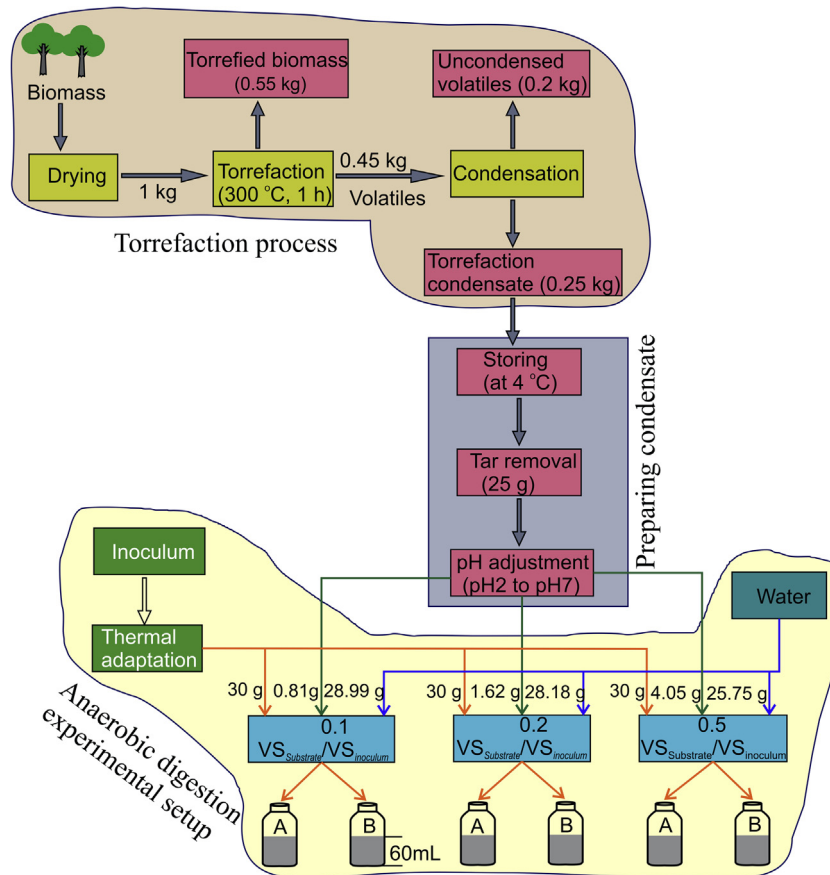 Biomass
Drying
1 kg
Torrefied biomass
(0.55 kg)
Torrefaction
(300 °C, 1 h)
0.45 kg
Volatiles
Uncondensed
volatiles (0.2 kg)
Condensation
Torrefaction process
Torrefaction
condensate (0.25 kg)
Storing
(at 4 °C)
Tar removal
(25 g)
pH adjustment
(pH2 to pH7)
Preparing condensate
Inoculum
Thermal
adaptation
Water
30 g 0.81g 28.99 g
30 g 1.62g 28.18 g
30 g 4.05g 25.75 g
0.1
VSSubstrate/VSinoculum
0.2
VSSubstrate/VSinoculum
0.5
VSSubstrate/VSinoculum
Anaerobic digestion
experimental setup
A
B
60mL
A
B
A
B